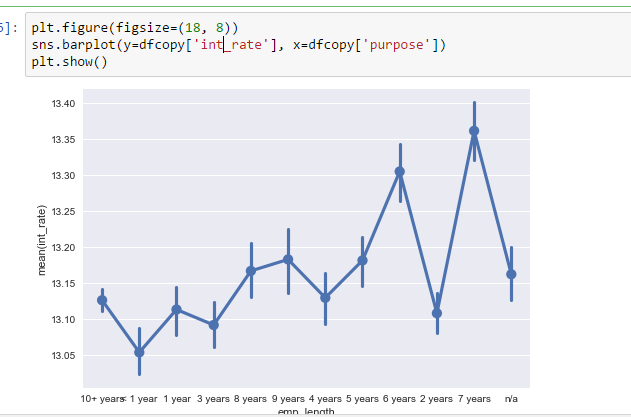 5]: plt.figure(figsize=(18, 8))
sns.barplot(y=dfcopy['int_rate'], x=dfcopy['purpose'])
plt.show()
13.40
13.35
13.30
13.25
13.20
13.15
13.10
13.05
mean(int_rate)
10+ years < 1 year 1 year 3 years 8 years 9 years 4 years 5 years 6 years 2 years 7 years n/a
emp_length